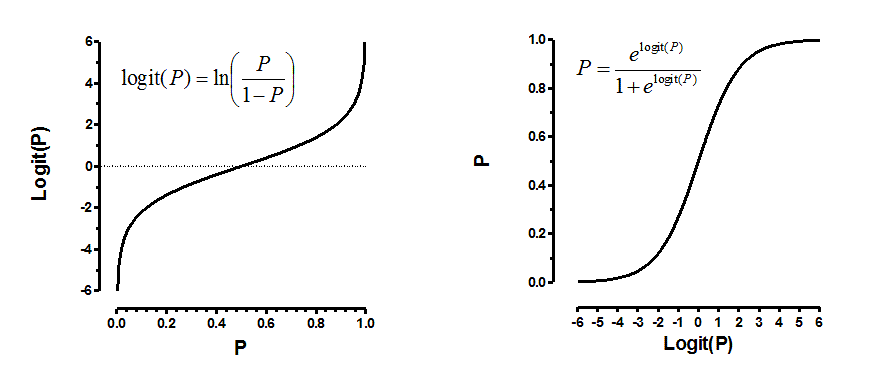 6
4
2
0
-2
-4
-6
Logit(P)
logit(P) = ln(P / 1 − P)
0.0 0.2 0.4 0.6 0.8 1.0
P
1.0
0.8
0.6
0.4
0.2
0.0
P
P = e^logit(P) / 1 + e^logit(P)
-6 -5 -4 -3 -2 -1 0 1 2 3 4 5 6
Logit(P)